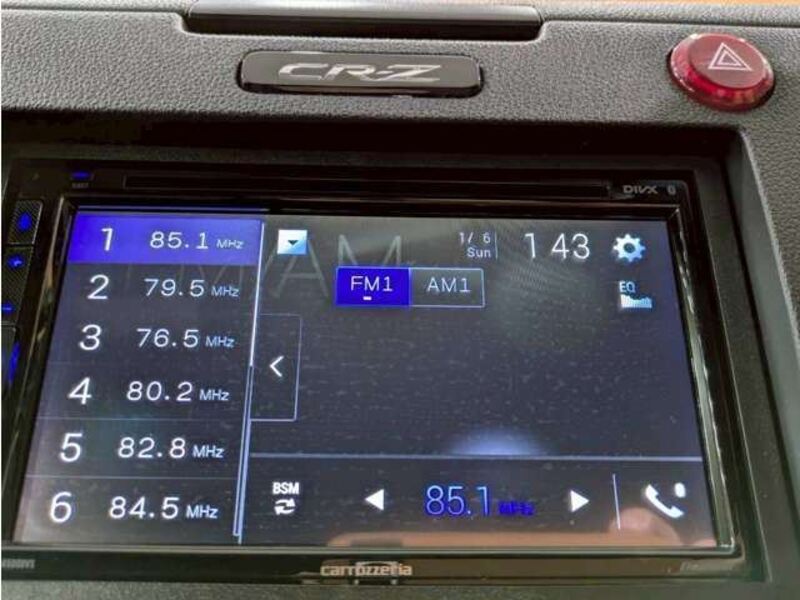 CR-Z
DIVX
1 85.1 MHz
2 79.5 MHz
3 76.5 MHz
4 80.2 MHz
5 82.8 MHz
6 84.5 MHz
FM/AM
1/ 6
Sun
1 43
FM1
AM1
EQ
BSM
85.1 MHz
carrozzeria